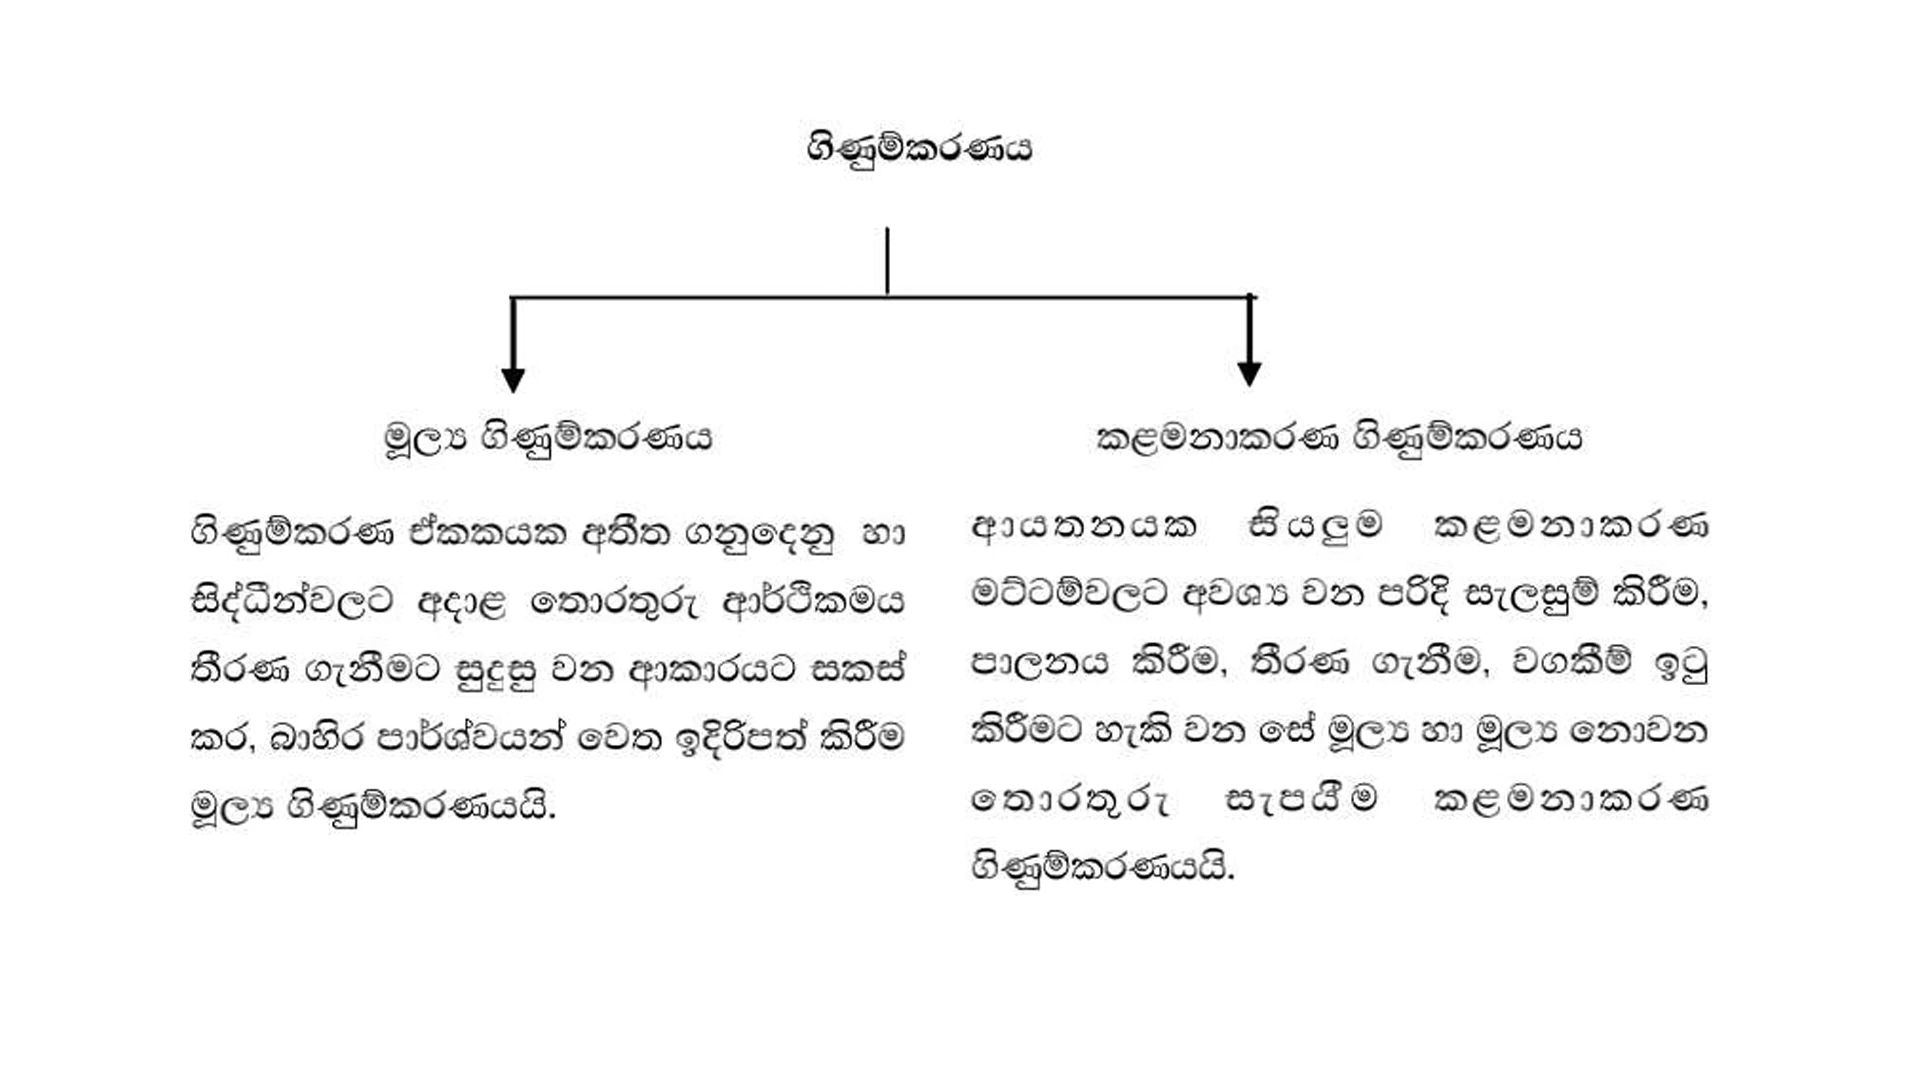 ගිණුම්කරණය
මූල්‍ය ගිණුම්කරණය
ගිණුම්කරණ ඒකකයක අතීත ගනුදෙනු හා
සිද්ධීන්වලට අදාළ තොරතුරු ආර්ථිකමය
තීරණ ගැනීමට සුදුසු වන ආකාරයට සකස්
කර, බාහිර පාර්ශ්වයන් වෙත ඉදිරිපත් කිරීම
මූල්‍ය ගිණුම්කරණයයි.
කළමනාකරණ ගිණුම්කරණය
ආයතනයක සියලුම කළමනාකරණ
මට්ටම්වලට අවශ්‍ය වන පරිදි සැලසුම් කිරීම,
පාලනය කිරීම, තීරණ ගැනීම, වගකීම් ඉටු
කිරීමට හැකි වන සේ මූල්‍ය හා මූල්‍ය නොවන
තොරතුරු සැපයීම කළමනාකරණ
ගිණුම්කරණයයි.